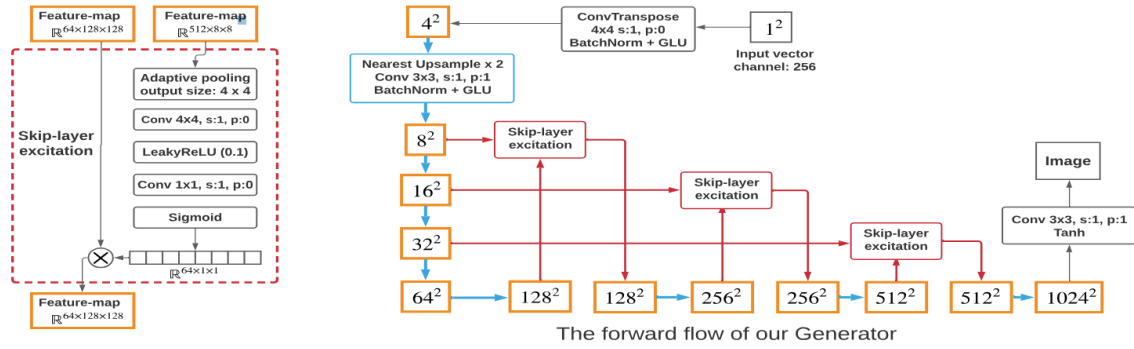 Feature-map
ℝ^64×128×128
Feature-map
ℝ^512×8×8
Adaptive pooling
output size: 4 x 4
Conv 4x4, s:1, p:0
Skip-layer
excitation
LeakyReLU (0.1)
Conv 1x1, s:1, p:0
Sigmoid
ℝ^64×1×1
Feature-map
ℝ^64×128×128
4²
ConvTranspose
4x4 s:1, p:0
BatchNorm + GLU
1²
Input vector
channel: 256
Nearest Upsample x 2
Conv 3x3, s:1, p:1
BatchNorm + GLU
8²
Skip-layer
excitation
16²
Skip-layer
excitation
32²
Skip-layer
excitation
Image
Conv 3x3, s:1, p:1
Tanh
64²
128²
128²
256²
256²
512²
512²
1024²
The forward flow of our Generator